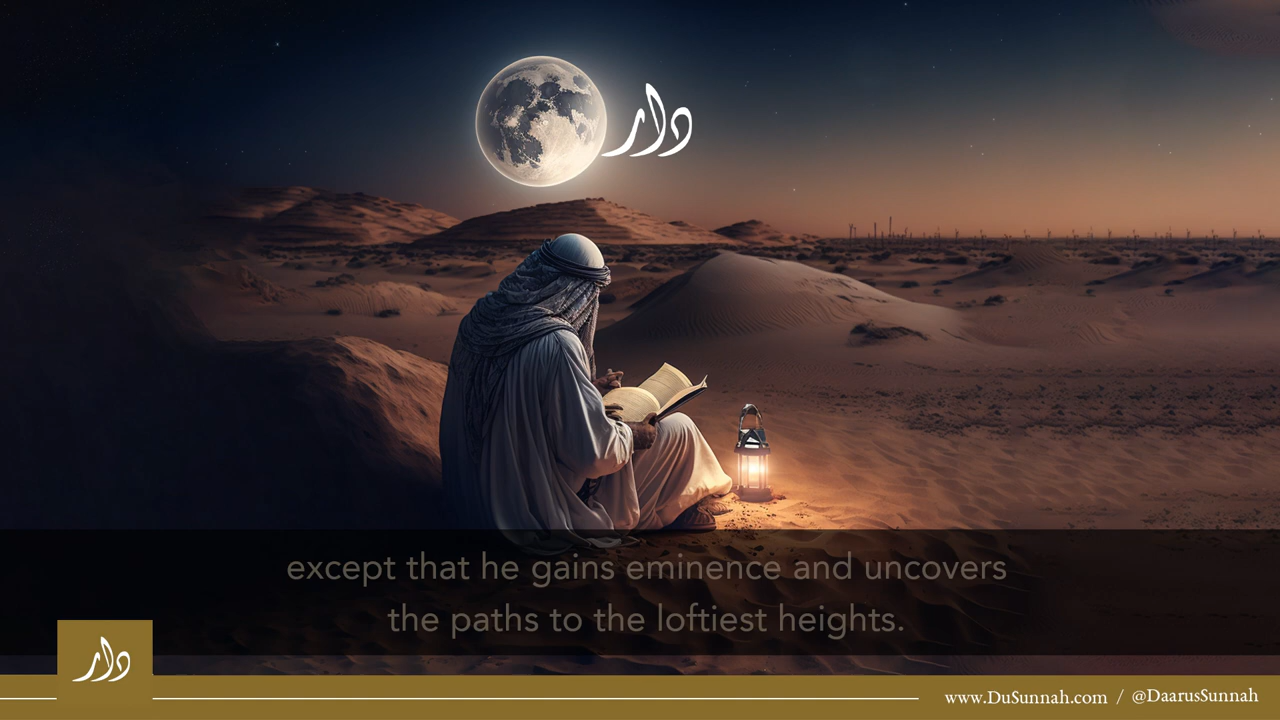 دار
except that he gains eminence and uncovers
the paths to the loftiest heights.
دار
www.DuSunnah.com / @DaarusSunnah